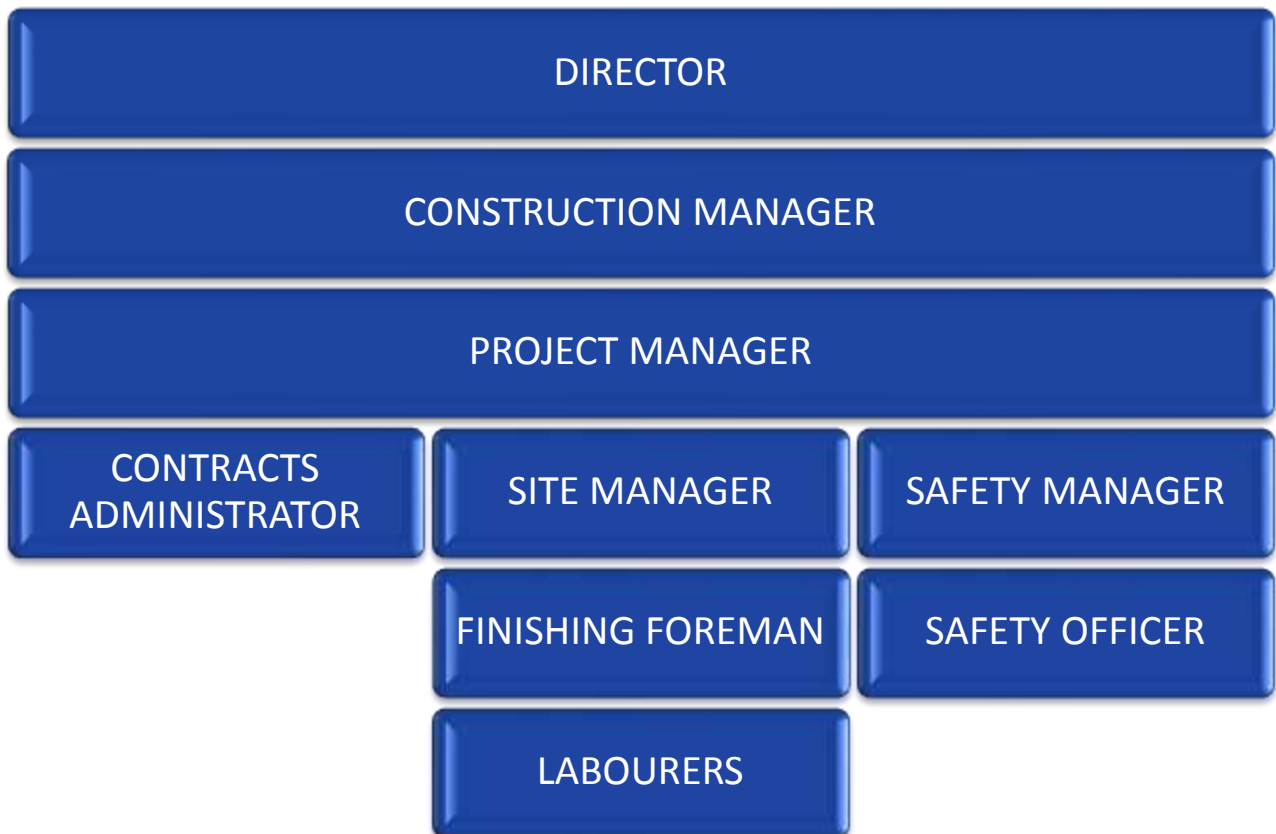 DIRECTOR
CONSTRUCTION MANAGER
PROJECT MANAGER
CONTRACTS
ADMINISTRATOR
SITE MANAGER
SAFETY MANAGER
FINISHING FOREMAN
SAFETY OFFICER
LABOURERS